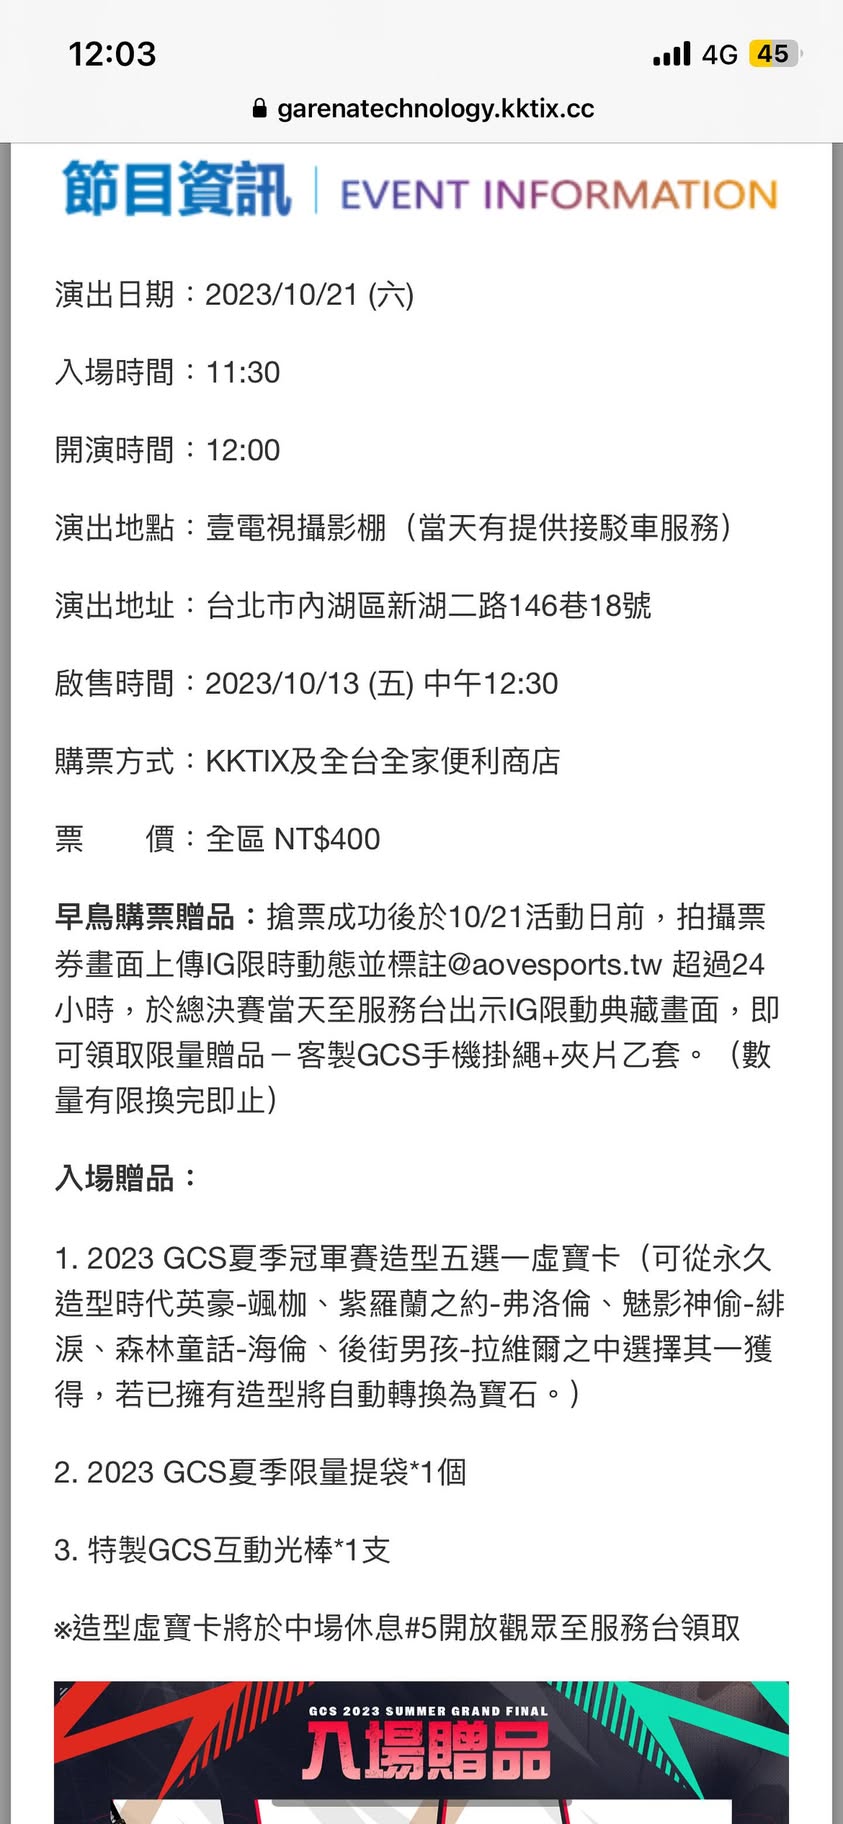 12:03
4G 45
garenatechnology.kktix.cc
節目資訊 | EVENT INFORMATION
演出日期：2023/10/21 (六)
入場時間：11:30
開演時間：12:00
演出地點：壹電視攝影棚（當天有提供接駁車服務）
演出地址：台北市內湖區新湖二路146巷18號
啟售時間：2023/10/13 (五) 中午12:30
購票方式：KKTIX及全台全家便利商店
票　　價：全區 NT$400
早鳥購票贈品：搶票成功後於10/21活動日前，拍攝票
券畫面上傳IG限時動態並標註@aovesports.tw 超過24
小時，於總決賽當天至服務台出示IG限動典藏畫面，即
可領取限量贈品－客製GCS手機掛繩+夾片乙套。（數
量有限換完即止）
入場贈品：
1. 2023 GCS夏季冠軍賽造型五選一虛寶卡（可從永久
造型時代英豪-颯枷、紫羅蘭之約-弗洛倫、魅影神偷-緋
淚、森林童話-海倫、後街男孩-拉維爾之中選擇其一獲
得，若已擁有造型將自動轉換為寶石。）
2. 2023 GCS夏季限量提袋*1個
3. 特製GCS互動光棒*1支
※造型虛寶卡將於中場休息#5開放觀眾至服務台領取
GCS 2023 SUMMER GRAND FINAL
入場贈品